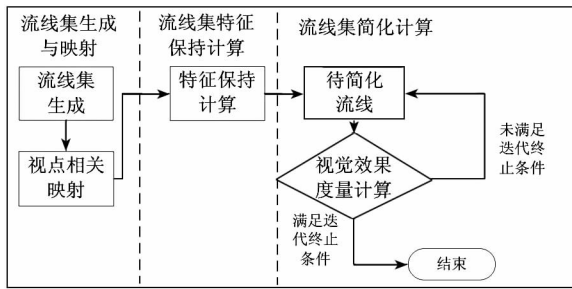 流线集生成
与映射
流线集
生成
视点相关
映射
流线集特征
保持计算
特征保持
计算
流线集简化计算
待简化
流线
视觉效果
度量计算
未满足
迭代终
止条件
满足迭
代终止
条件
结束